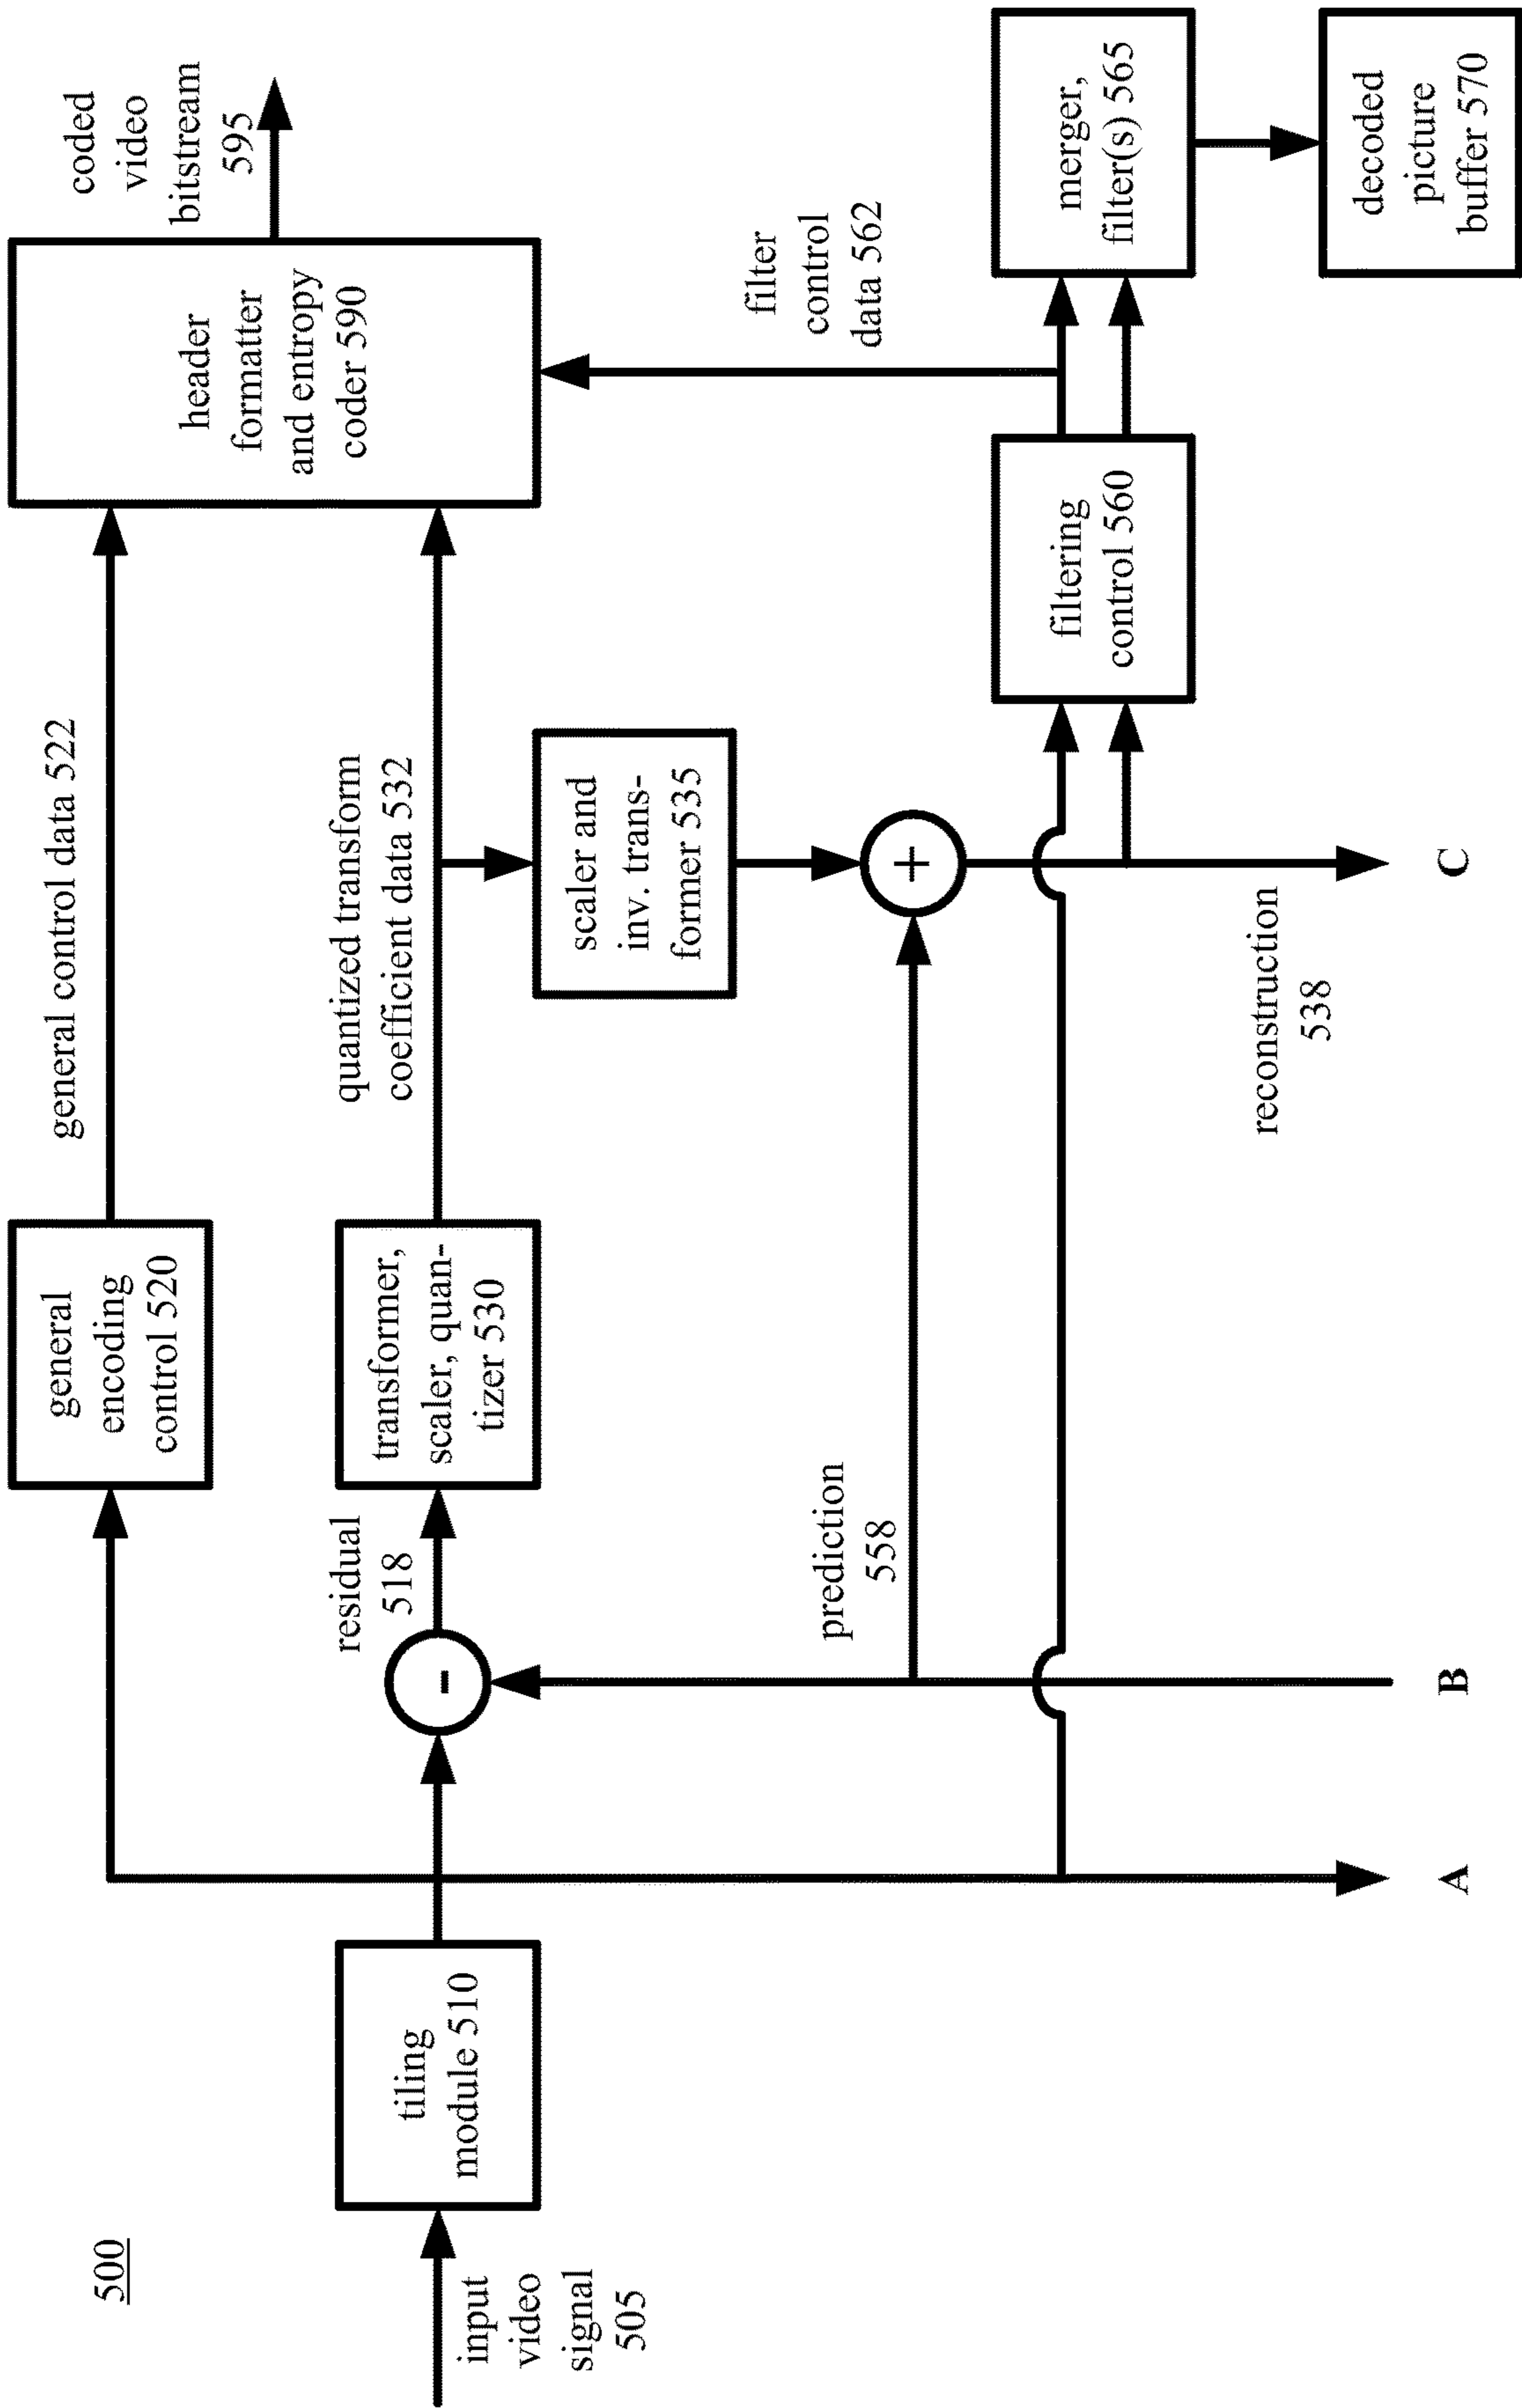 500
input
video
signal
505
tiling
module 510
general
encoding
control 520
general control data 522
header
formatter
and entropy
coder 590
coded
video
bitstream
595
residual
518
transformer,
scaler, quan-
tizer 530
quantized transform
coefficient data 532
-
scaler and
inv. trans-
former 535
prediction
558
+
filter
control
data 562
filtering
control 560
merger,
filter(s) 565
reconstruction
538
decoded
picture
buffer 570
A
B
C